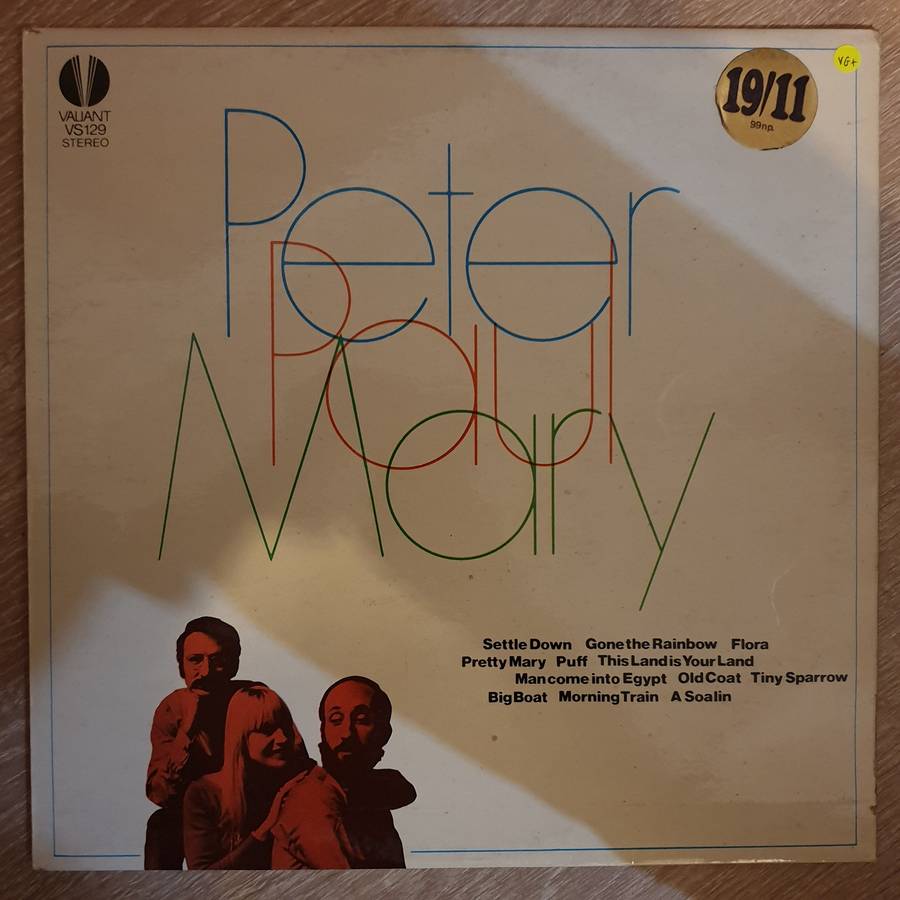 VALIANT
VS129
STEREO
19/11
99np.
VG+
Peter
Paul
Mary
Settle Down Gone the Rainbow Flora
Pretty Mary Puff This Land is Your Land
Man come into Egypt Old Coat Tiny Sparrow
Big Boat Morning Train A Soalin